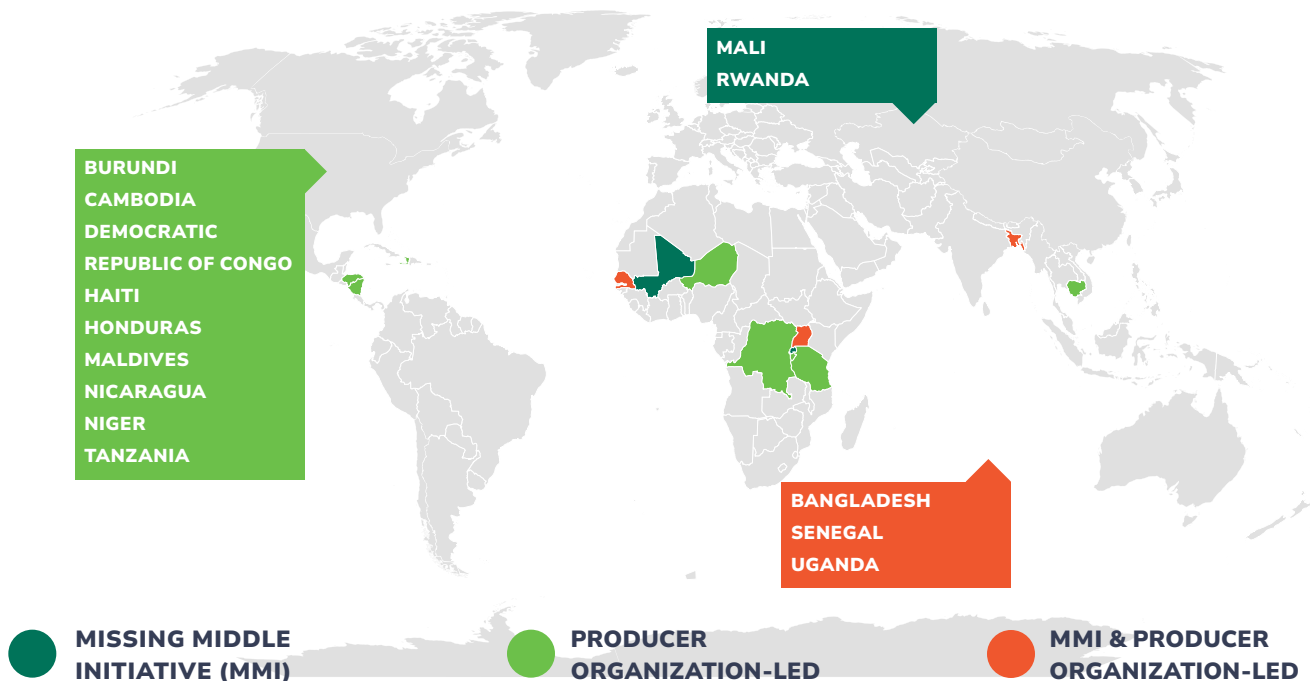 MALI
RWANDA
BURUNDI
CAMBODIA
DEMOCRATIC
REPUBLIC OF CONGO
HAITI
HONDURAS
MALDIVES
NICARAGUA
NIGER
TANZANIA
BANGLADESH
SENEGAL
UGANDA
MISSING MIDDLE
INITIATIVE (MMI)
PRODUCER
ORGANIZATION-LED
MMI & PRODUCER
ORGANIZATION-LED